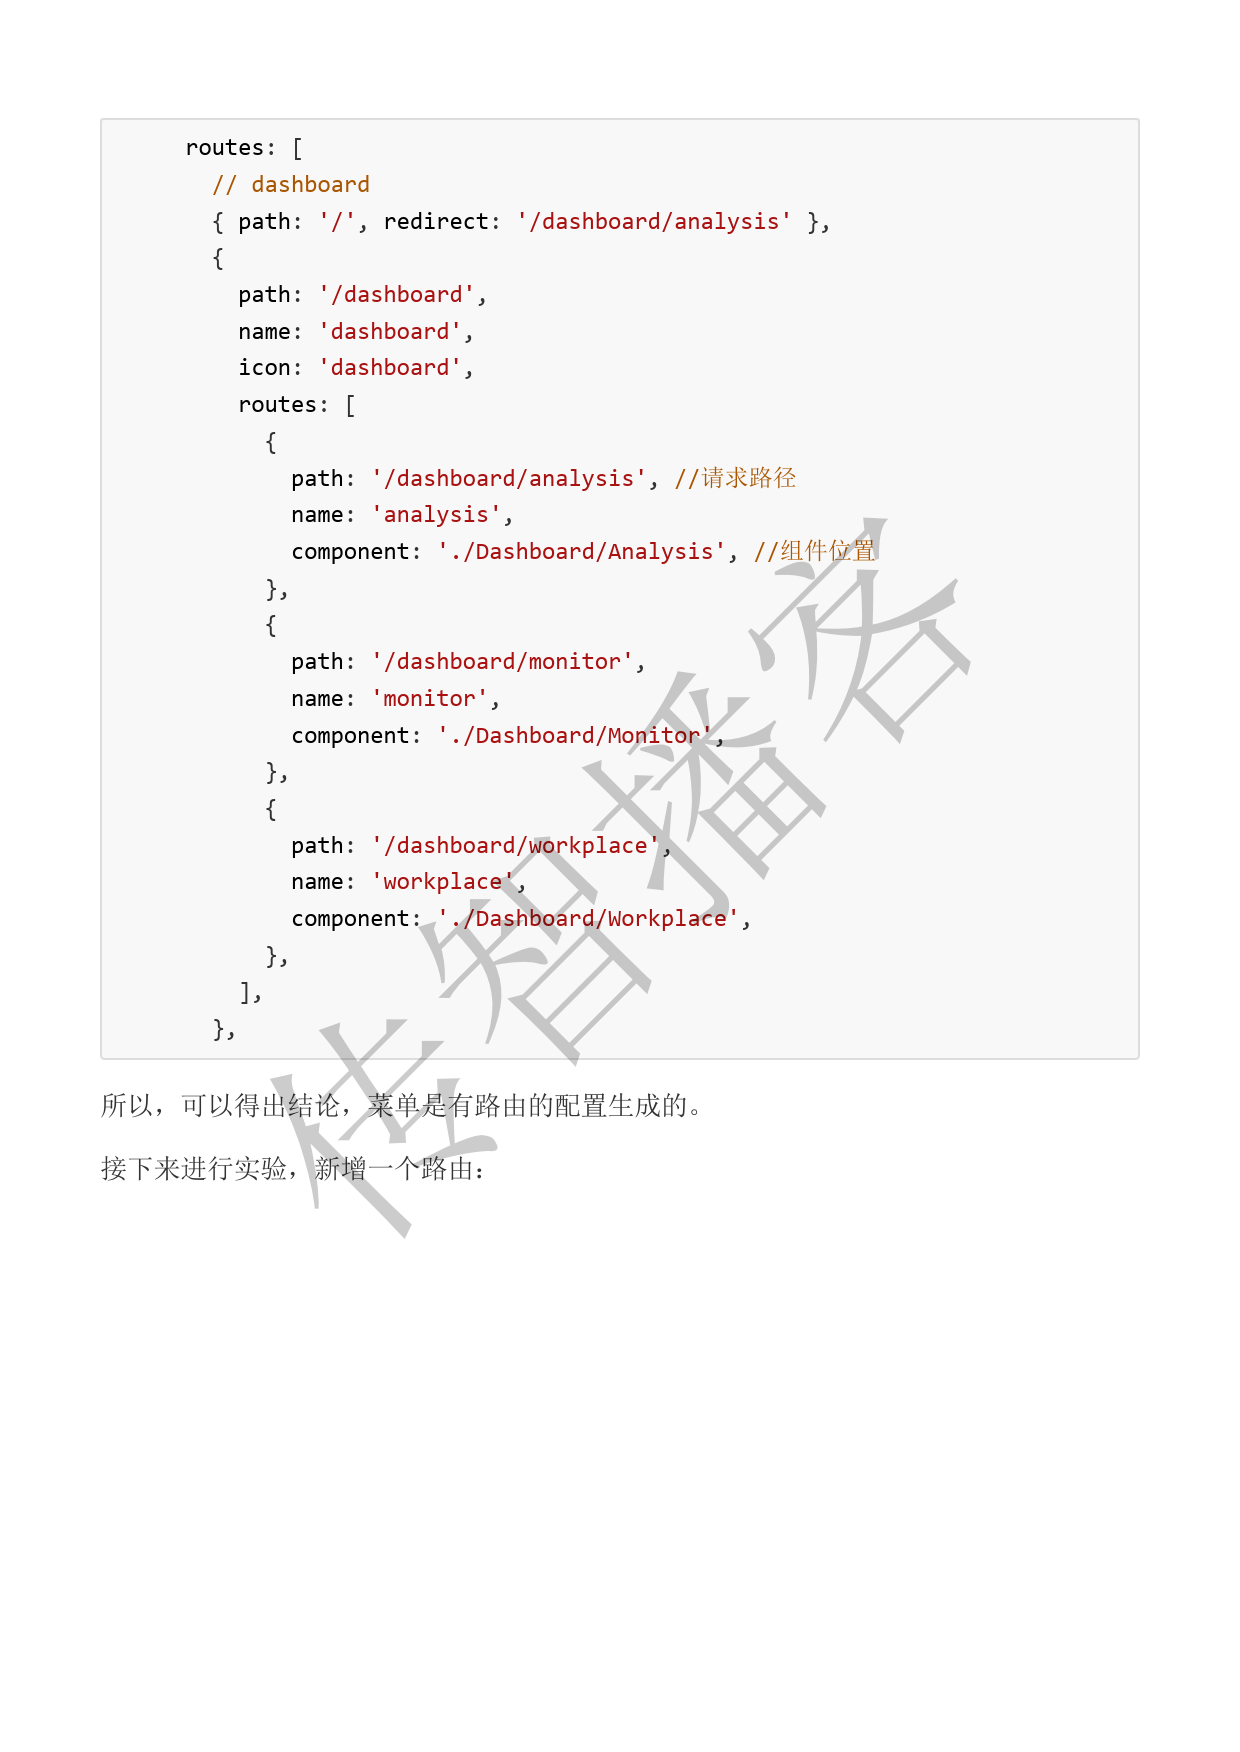 routes: [
// dashboard
{ path: '/', redirect: '/dashboard/analysis' },
{
path: '/dashboard',
name: 'dashboard',
icon: 'dashboard',
routes: [
{
path: '/dashboard/analysis', //请求路径
name: 'analysis',
component: './Dashboard/Analysis', //组件位置
},
{
path: '/dashboard/monitor',
name: 'monitor',
component: './Dashboard/Monitor',
},
{
path: '/dashboard/workplace',
name: 'workplace',
component: './Dashboard/Workplace',
},
],
},
所以，可以得出结论，菜单是有路由的配置生成的。
接下来进行实验，新增一个路由：
传智播客